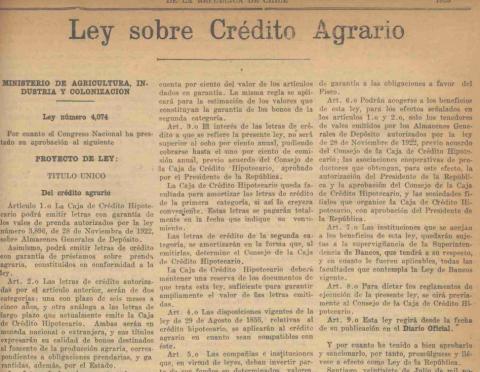 DE LA REPUBLICA DE CHILE
Ley sobre Crédito Agrario
MINISTERIO DE AGRICULTURA, IN-
DUSTRIA Y COLONIZACION
Ley número 4,074
Por cuanto el Congreso Nacional ha pres-
tado su aprobación al siguiente
PROYECTO DE LEY:
TITULO UNICO
Del crédito agrario
Artículo 1.o La Caja de Crédito Hipote-
cario podrá emitir letras con garantía de
los vales de prenda autorizados por la ley
número 3,896, de 28 de Noviembre de 1922,
sobre Almacenes Generales de Depósito.
Asimismo, podrá emitir letras de crédito
con garantía de préstamos sobre prenda
agraria, constituidos en conformidad a la
ley.
Art. 2.o Las letras de crédito autoriza-
das por el artículo anterior, serán de dos
categorías; una con plazo de seis meses a
cinco años, y otra análoga a las letras de
largo plazo que actualmente emite la Caja
de Crédito Hipotecario. Ambas serán en
moneda nacional o extranjera, y sus títulos
expresarán su calidad de bonos destinados
al fomento de la producción agraria, corres-
pondientes a obligaciones prendarias, y ga-
rantidas, además, por el Estado.
cuenta por ciento del valor de los artículos
dados en garantía. La misma regla se apli-
cará para la estimación de los valores que
constituyan la garantía de los bonos de la
segunda categoría.
Art. 3.o El interés de las letras de cré-
dito a que se refiere la presente ley, no será
superior al ocho por ciento anual, pudiendo
cobrarse hasta el uno por ciento de comi-
sión anual, previo acuerdo del Consejo de
la Caja de Crédito Hipotecario, aprobado
por el Presidente de la República.
La Caja de Crédito Hipotecario queda fa-
cultada para amortizar las letras de crédito
de la primera categoría, si así lo creyera
conveniente. Estas letras se pagarán total-
mente en la fecha que indique su venci-
miento.
Las letras de crédito de la segunda ca-
tegoría, se amortizarán en la forma que, al
emitirlas, determine el Consejo de la Caja
de Crédito Hipotecario.
La Caja de Crédito Hipotecario deberá
mantener una reserva de los documentos de
que trata esta ley, suficiente para garantir
ampliamente el valor de las letras emiti-
das.
Art. 4.o Las disposiciones vigentes de la
ley de 29 de Agosto de 1855, relativas al
crédito hipotecario, se aplicarán al crédito
agrario en cuanto sean compatibles con
éste.
Art. 5.o Las compañías e instituciones
que, en virtud de leyes, deban invertir par-
te de sus fondos en determinados valores
de garantía a las obligaciones a favor del
Fisco.
Art. 6.o Podrán acogerse a los beneficios
de esta ley, para los efectos señalados en
los artículos 1.o y 2.o, solo los tenedores
de vales emitidos por los Almacenes Genera-
les de Depósito autorizados por la ley
de 28 de Noviembre de 1922, previo acuerdo
del Consejo de la Caja de Crédito Hipote-
cario; las asociaciones cooperativas de pro-
ductores que obtengan, para este efecto, la
autorización del Presidente de la Repúbli-
ca y la aprobación del Consejo de la Caja
de Crédito Hipotecario, y las sociedades fi-
liales que organice la Caja de Crédito Hi-
potecario, con aprobación del Presidente de
la República.
Art. 7.o Las instituciones que se acojan
a los beneficios de esta ley, quedarán suje-
tas a la supervigilancia de la Superinten-
dencia de Bancos, que tendrá a su respecto,
y en cuanto le fueren aplicables, todas las
facultades que contempla la Ley de Bancos
vigente.
Art. 8.o Para dictar los reglamentos de
ejecución de la presente ley, se oirá previa-
mente al Consejo de la Caja de Crédito Hi-
potecario.
Art. 9.o Esta ley regirá desde la fecha
de su publicación en el Diario Oficial.
Y por cuanto he tenido a bien aprobarlo
y sancionarlo, por tanto, promúlguese y llé-
vese a efecto como Ley de la República.
Santiago, veintiséis de Julio de mil no-